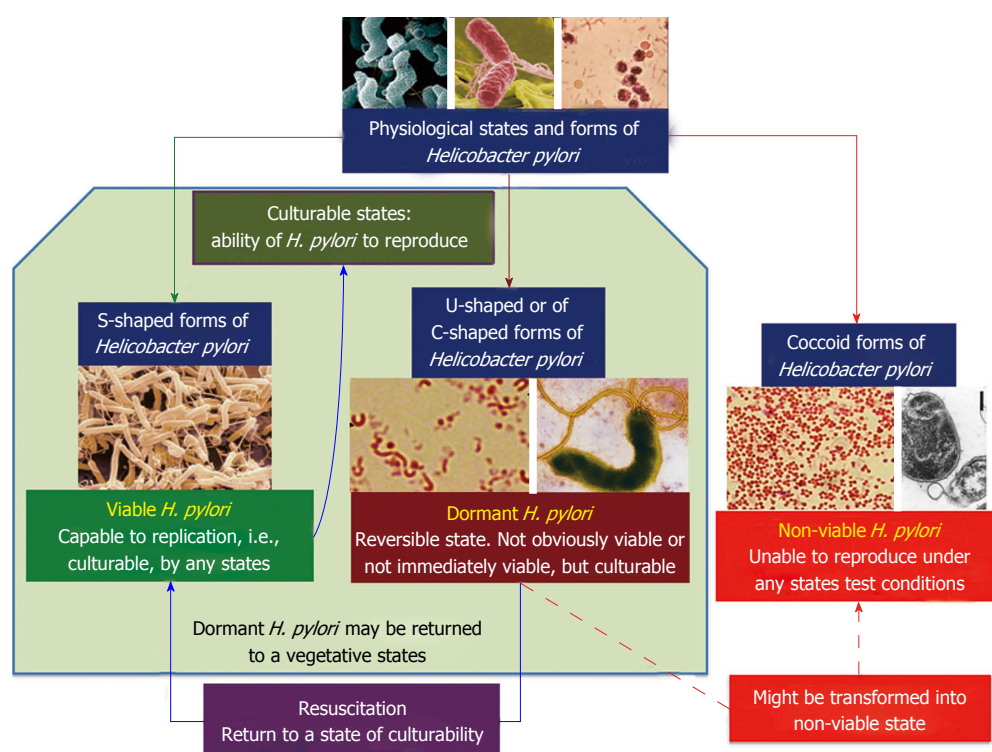 Physiological states and forms of
Helicobacter pylori
Culturable states:
ability of H. pylori to reproduce
S-shaped forms of
Helicobacter pylori
U-shaped or of
C-shaped forms of
Helicobacter pylori
Coccoid forms of
Helicobacter pylori
Viable H. pylori
Capable to replication, i.e.,
culturable, by any states
Dormant H. pylori
Reversible state. Not obviously viable or
not immediately viable, but culturable
Non-viable H. pylori
Unable to reproduce under
any states test conditions
Dormant H. pylori may be returned
to a vegetative states
Resuscitation
Return to a state of culturability
Might be transformed into
non-viable state